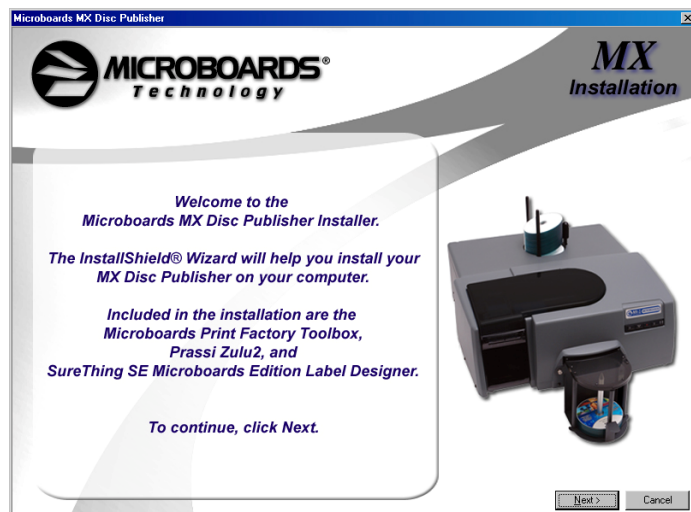 Microboards MX Disc Publisher
MICROBOARDS®
Technology
MX
Installation
Welcome to the
Microboards MX Disc Publisher Installer.
The InstallShield® Wizard will help you install your
MX Disc Publisher on your computer.
Included in the installation are the
Microboards Print Factory Toolbox,
Prassi Zulu2, and
SureThing SE Microboards Edition Label Designer.
To continue, click Next.
Next >
Cancel